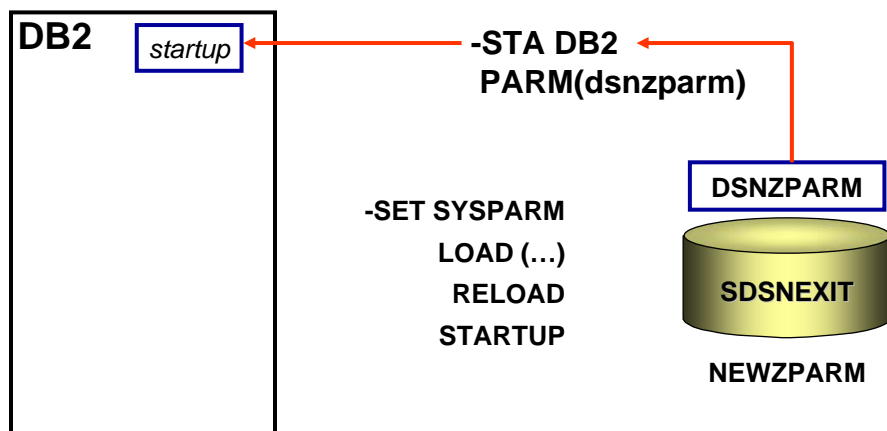 DB2
startup
-STA DB2
PARM(dsnzparm)
DSNZPARM
-SET SYSPARM
LOAD (…)
RELOAD
STARTUP
SDSNEXIT
NEWZPARM